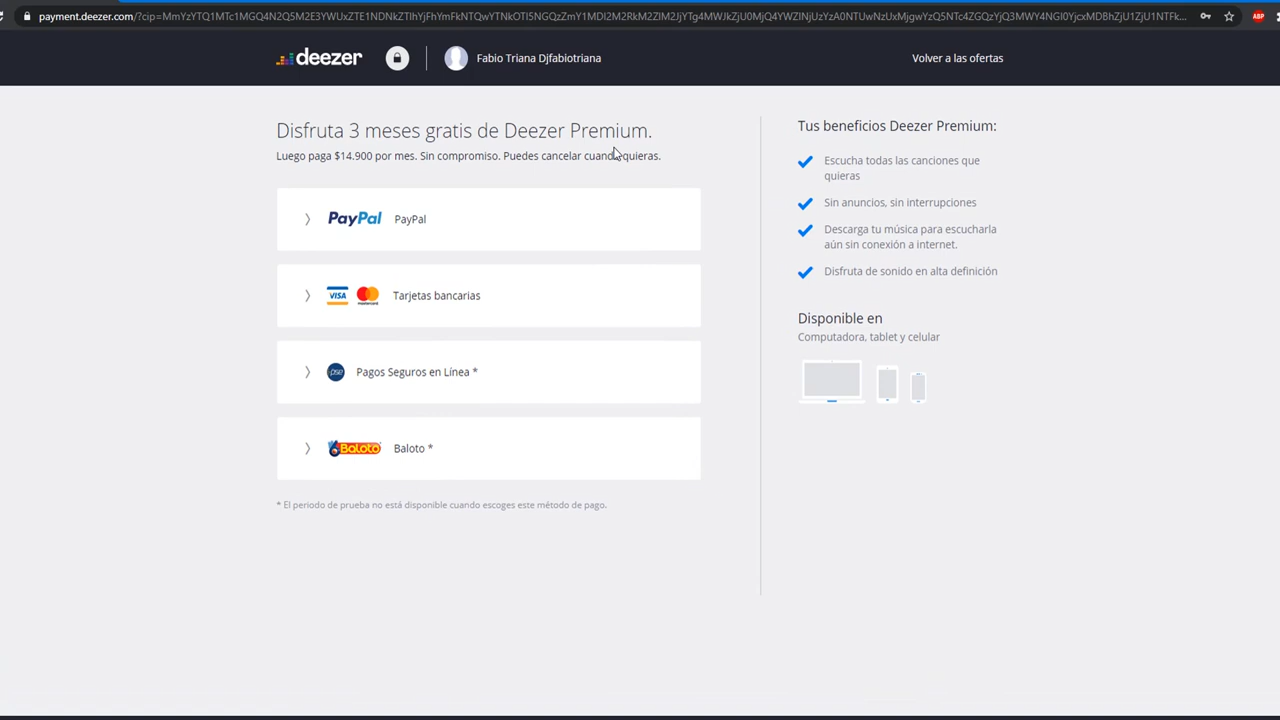 deezer
Fabio Triana Djfabiotriana
Volver a las ofertas
Disfruta 3 meses gratis de Deezer Premium.
Luego paga $14.900 por mes. Sin compromiso. Puedes cancelar cuando quieras.
PayPal PayPal
VISA mastercard Tarjetas bancarias
pse Pagos Seguros en Línea *
Baloto Baloto *
* El periodo de prueba no está disponible cuando escoges este método de pago.
Tus beneficios Deezer Premium:
Escucha todas las canciones que
quieras
Sin anuncios, sin interrupciones
Descarga tu música para escucharla
aún sin conexión a internet.
Disfruta de sonido en alta definición
Disponible en
Computadora, tablet y celular
ABP